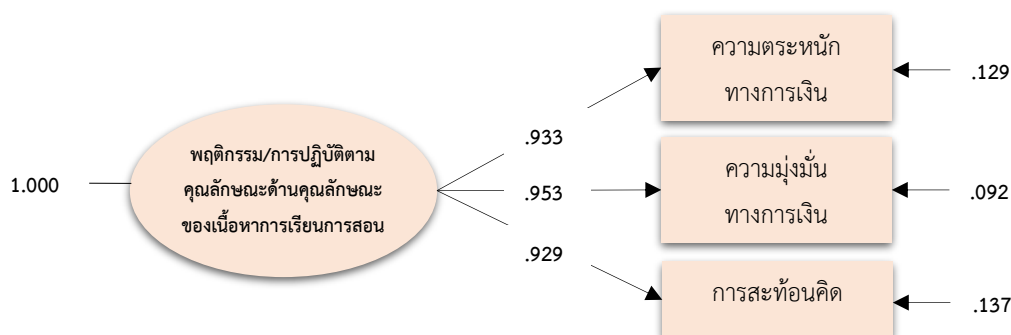 ความตระหนัก
ทางการเงิน
.129
.933
พฤติกรรม/การปฏิบัติตาม
คุณลักษณะด้านคุณลักษณะ
ของเนื้อหาการเรียนการสอน
1.000
.953
ความมุ่งมั่น
ทางการเงิน
.092
.929
การสะท้อนคิด
.137